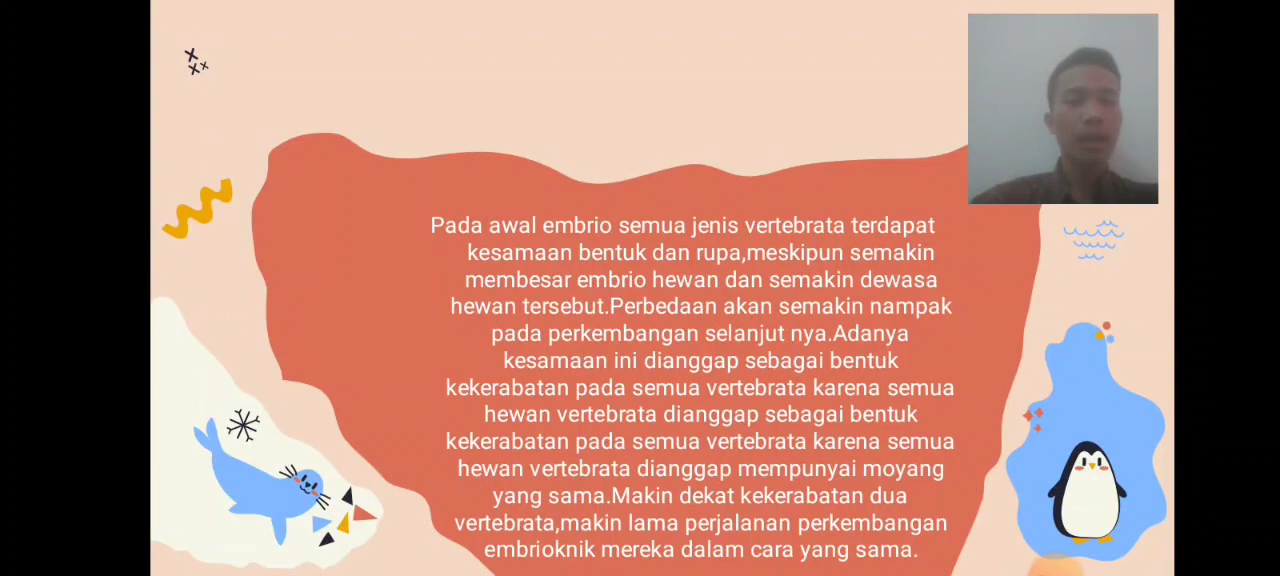 Pada awal embrio semua jenis vertebrata terdapat
kesamaan bentuk dan rupa,meskipun semakin
membesar embrio hewan dan semakin dewasa
hewan tersebut.Perbedaan akan semakin nampak
pada perkembangan selanjut nya.Adanya
kesamaan ini dianggap sebagai bentuk
kekerabatan pada semua vertebrata karena semua
hewan vertebrata dianggap sebagai bentuk
kekerabatan pada semua vertebrata karena semua
hewan vertebrata dianggap mempunyai moyang
yang sama.Makin dekat kekerabatan dua
vertebrata,makin lama perjalanan perkembangan
embrioknik mereka dalam cara yang sama.